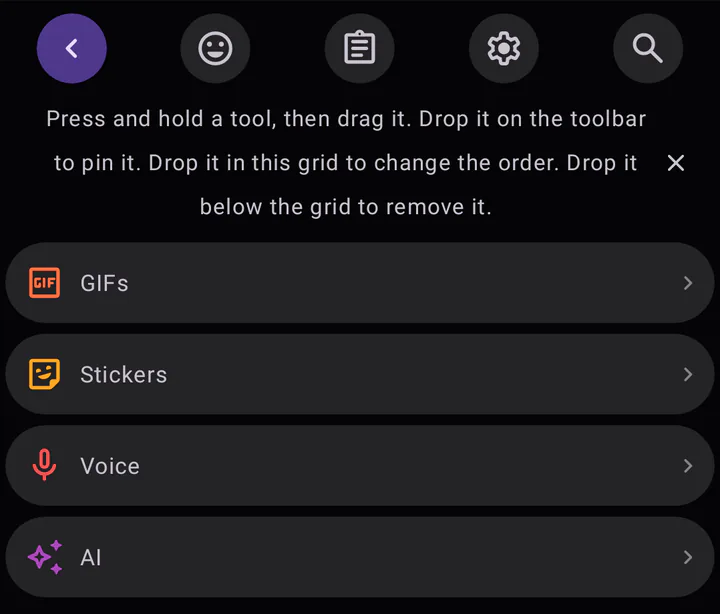 Press and hold a tool, then drag it. Drop it on the toolbar
to pin it. Drop it in this grid to change the order. Drop it
below the grid to remove it.
GIF GIFs
Stickers
Voice
AI